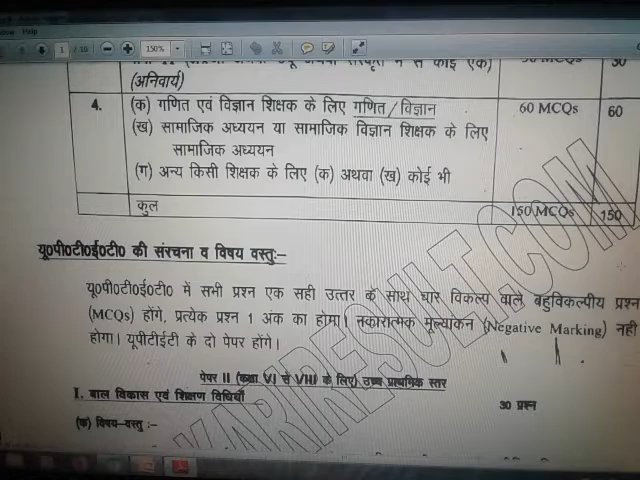 1 / 10
150%
(अनिवार्य)
4. (क) गणित एवं विज्ञान शिक्षक के लिए गणित / विज्ञान 60 MCQs 60
(ख) सामाजिक अध्ययन या सामाजिक विज्ञान शिक्षक के लिए
सामाजिक अध्ययन
(ग) अन्य किसी शिक्षक के लिए (क) अथवा (ख) कोई भी
कुल 150 MCQs 150
यू0पी0टी0ई0टी0 की संरचना व विषय वस्तुः–
यू0पी0टी0ई0टी0 में सभी प्रश्न एक सही उत्तर के साथ चार विकल्प वाले बहुविकल्पीय प्रश्न
(MCQs) होंगे, प्रत्येक प्रश्न 1 अंक का होगा। नकारात्मक मूल्यांकन (Negative Marking) नही
होगा। यूपीटीईटी के दो पेपर होंगे।
पेपर II (कक्षा VI से VIII के लिए) उच्च प्राथमिक स्तर
I. बाल विकास एवं शिक्षण विधियाँ 30 प्रश्न
(क) विषय–वस्तु :–